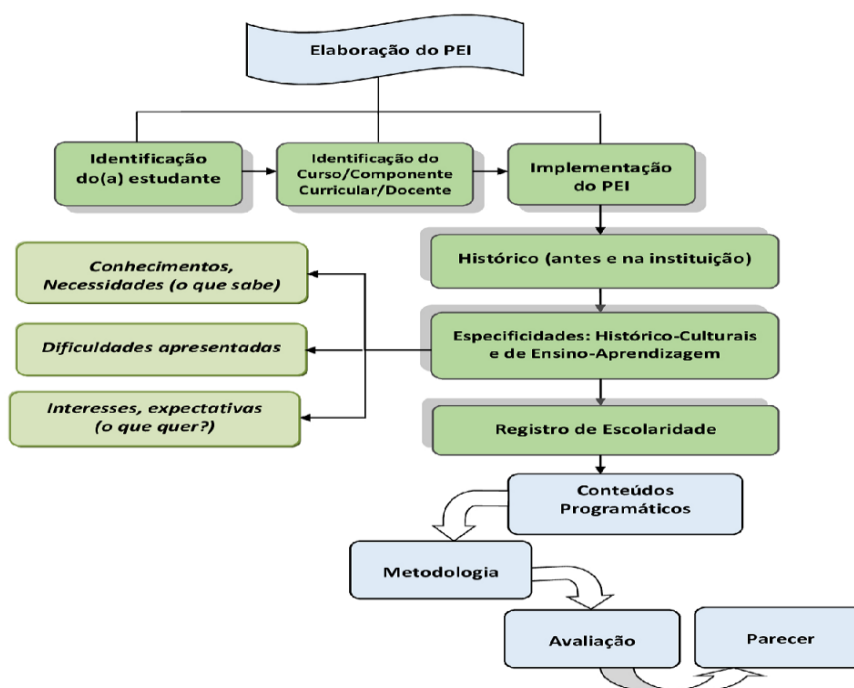 Elaboração do PEI
Identificação
do(a) estudante
Identificação do
Curso/Componente
Curricular/Docente
Implementação
do PEI
Histórico (antes e na instituição)
Conhecimentos,
Necessidades (o que sabe)
Especificidades: Histórico-Culturais
e de Ensino-Aprendizagem
Dificuldades apresentadas
Interesses, expectativas
(o que quer?)
Registro de Escolaridade
Conteúdos
Programáticos
Metodologia
Avaliação
Parecer